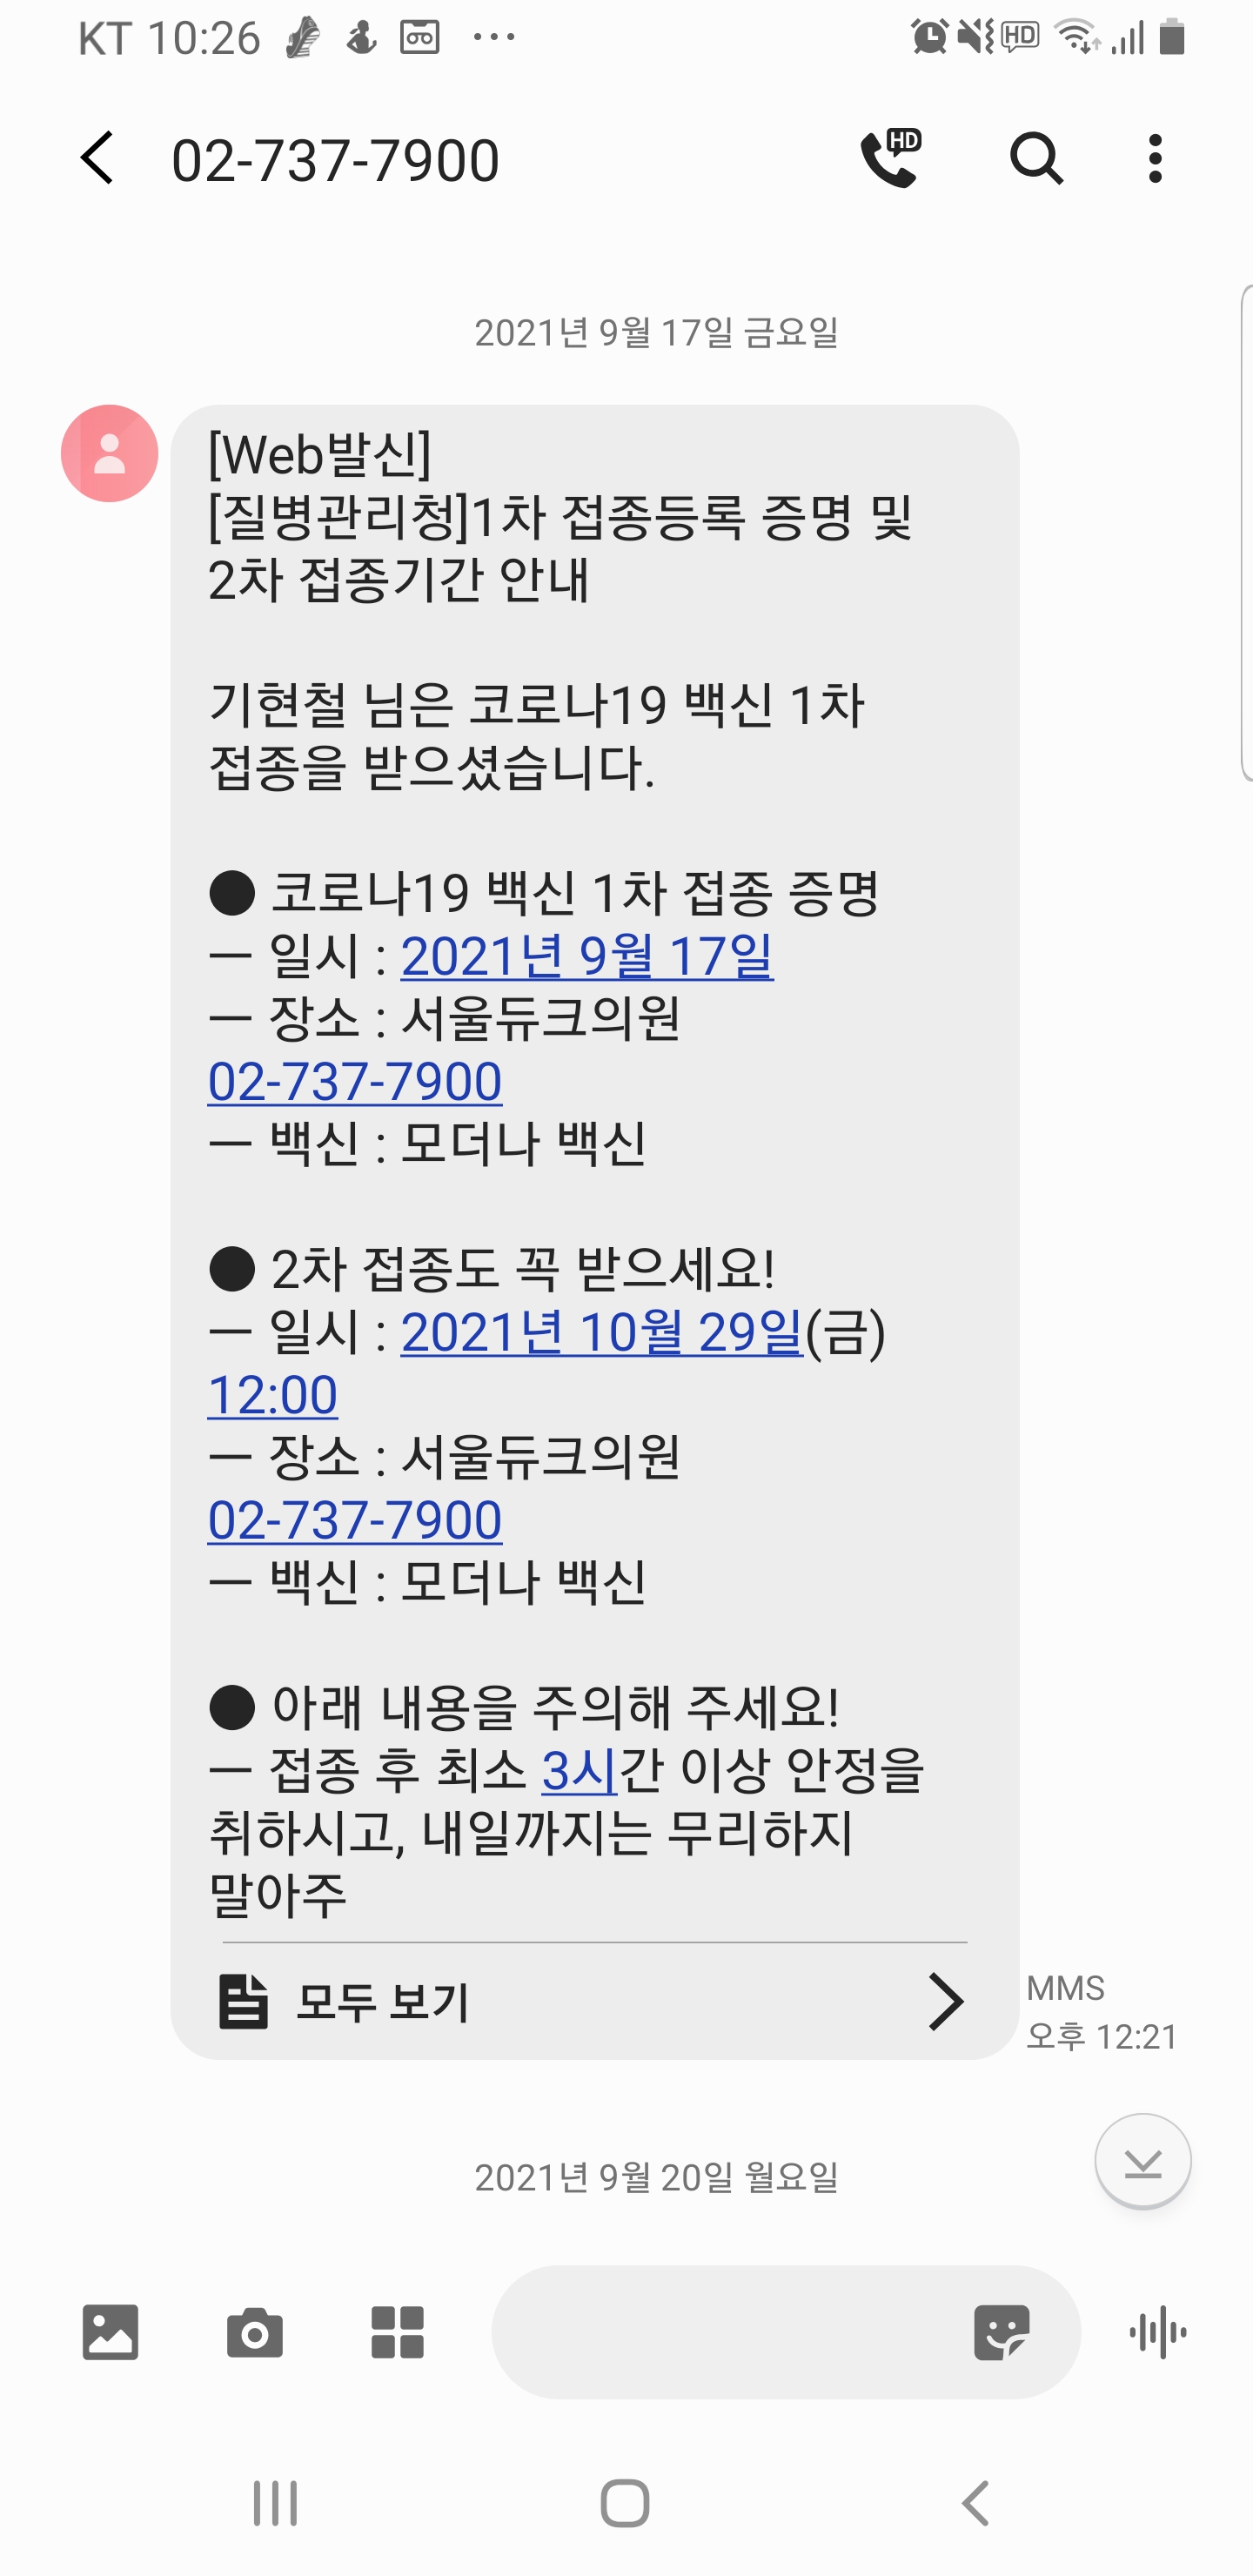 KT 10:26
02-737-7900
2021년 9월 17일 금요일
[Web발신]
[질병관리청]1차 접종등록 증명 및
2차 접종기간 안내
기현철 님은 코로나19 백신 1차
접종을 받으셨습니다.
● 코로나19 백신 1차 접종 증명
ㅡ 일시 : 2021년 9월 17일
ㅡ 장소 : 서울듀크의원
02-737-7900
ㅡ 백신 : 모더나 백신
● 2차 접종도 꼭 받으세요!
ㅡ 일시 : 2021년 10월 29일(금)
12:00
ㅡ 장소 : 서울듀크의원
02-737-7900
ㅡ 백신 : 모더나 백신
● 아래 내용을 주의해 주세요!
ㅡ 접종 후 최소 3시간 이상 안정을
취하시고, 내일까지는 무리하지
말아주
모두 보기
MMS
오후 12:21
2021년 9월 20일 월요일